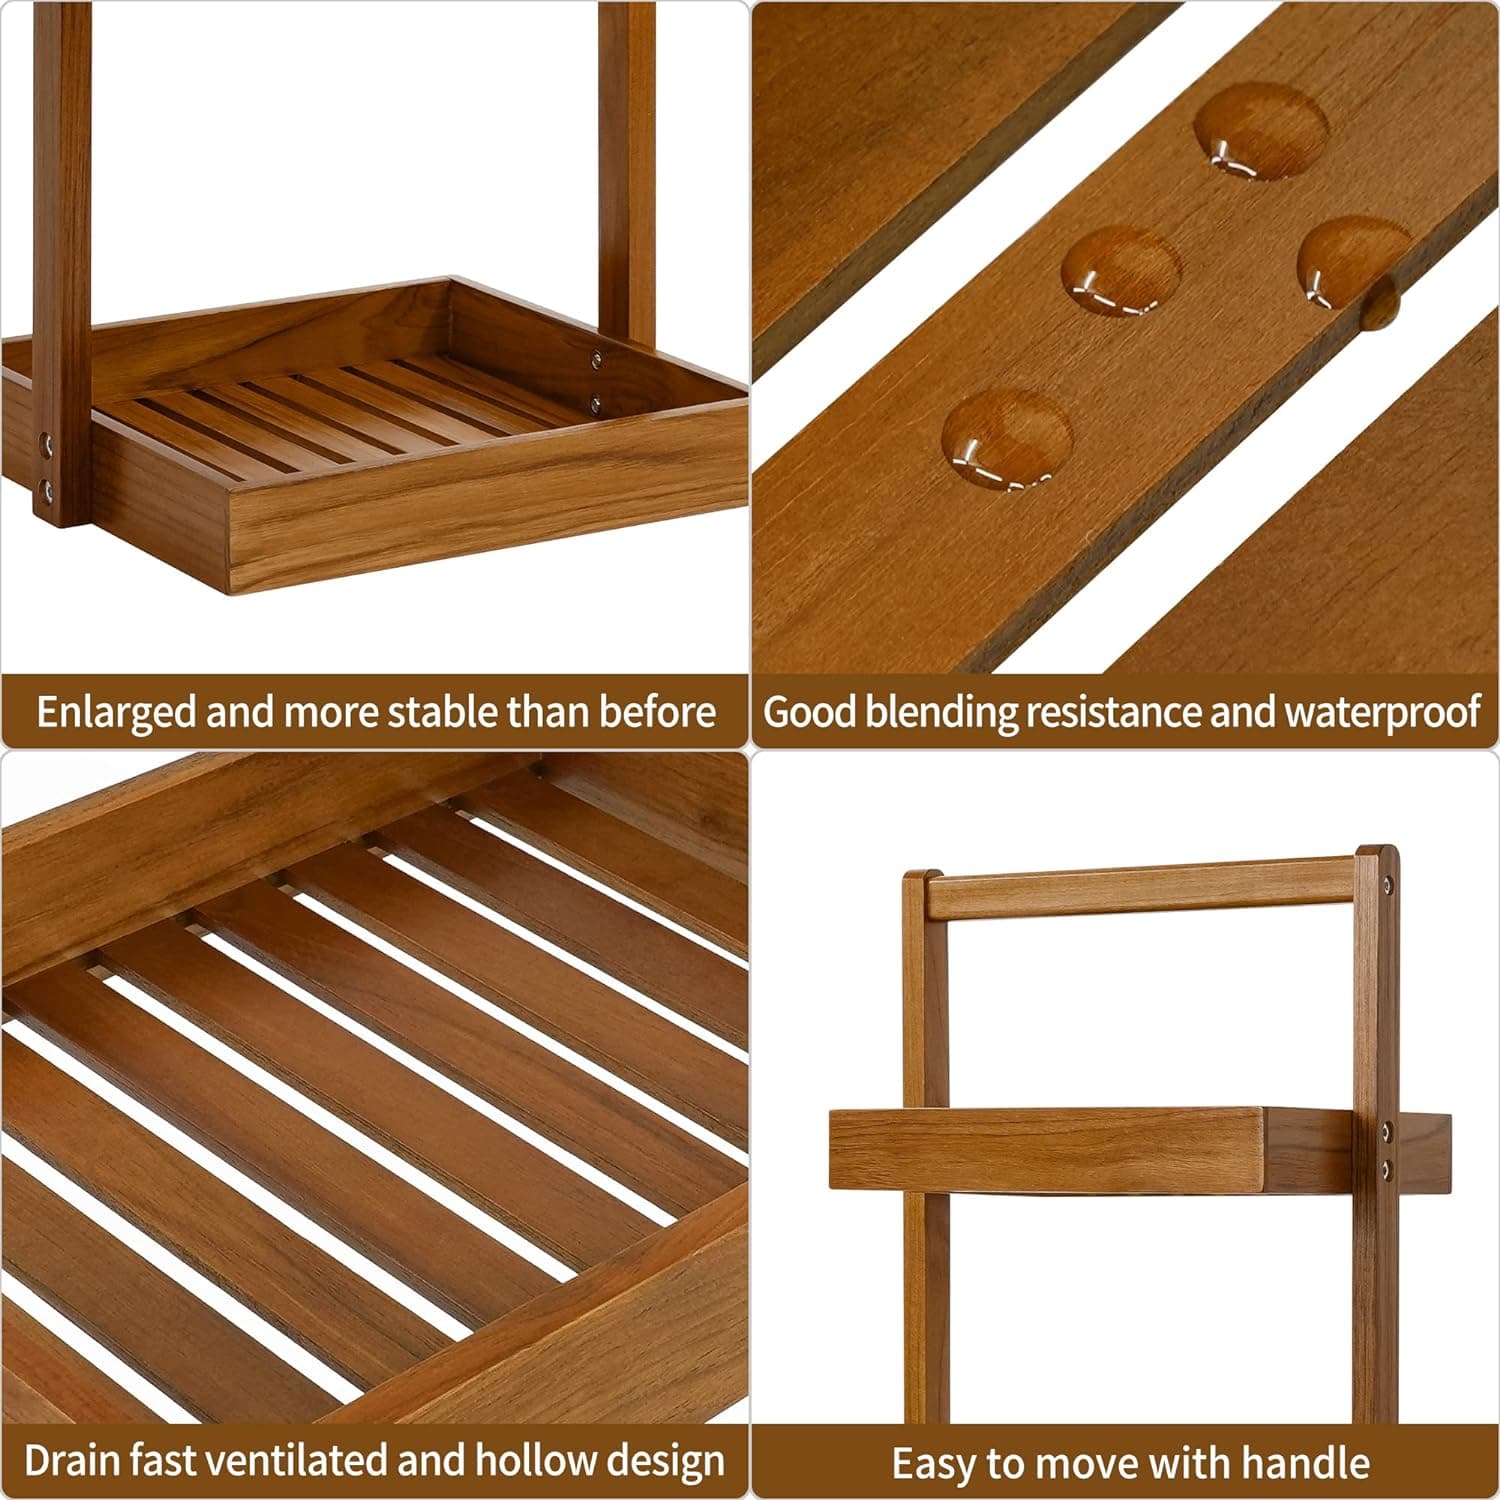 Enlarged and more stable than before
Good blending resistance and waterproof
Drain fast ventilated and hollow design
Easy to move with handle